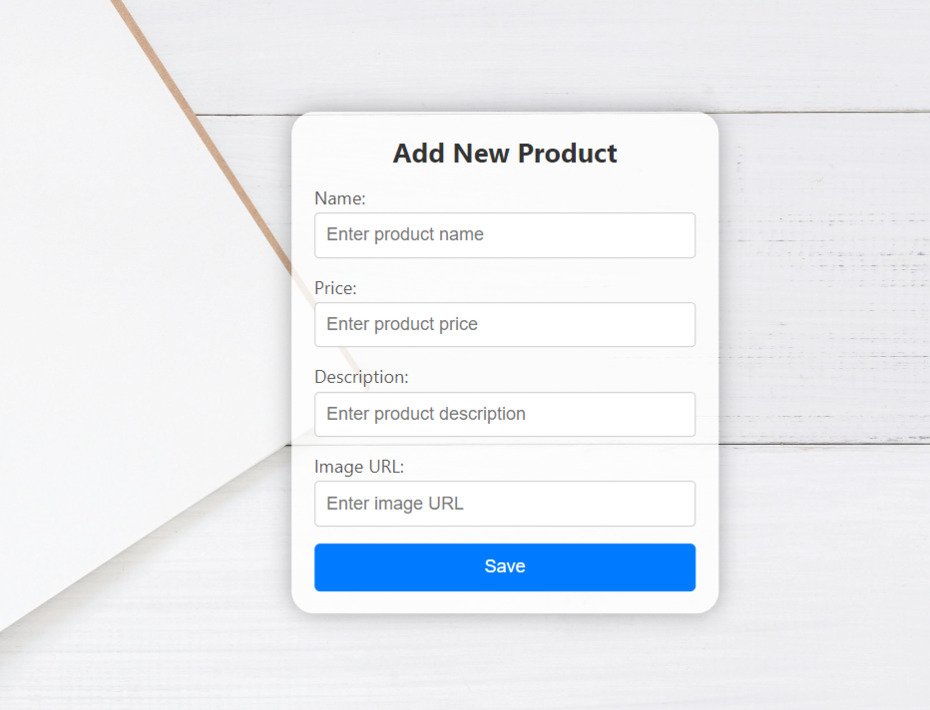 Add New Product
Name:
Enter product name
Price:
Enter product price
Description:
Enter product description
Image URL:
Enter image URL
Save